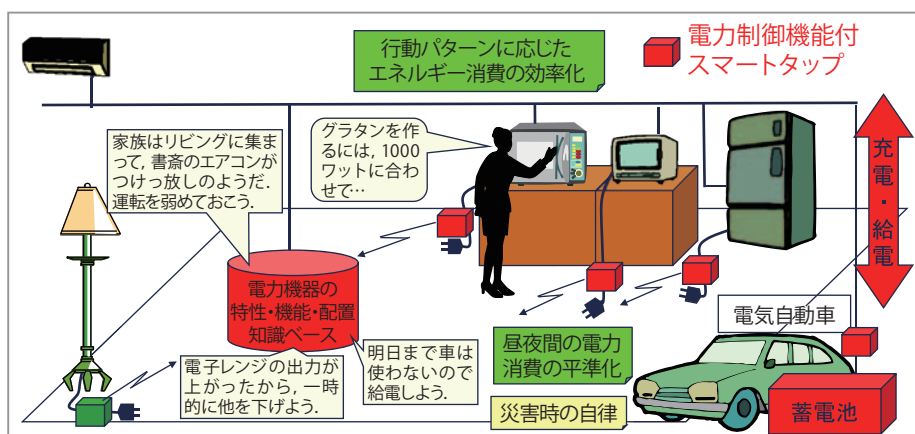 行動パターンに応じた
エネルギー消費の効率化
電力制御機能付
スマートタップ
家族はリビングに集ま
って，書斎のエアコンが
つけっ放しのようだ．
運転を弱めておこう．
グラタンを作
るには，1000
ワットに合わ
せて…
充電・給電
電力機器の
特性・機能・配置
知識ベース
電気自動車
昼夜間の電力
消費の平準化
明日まで車は
使わないので
給電しよう．
電子レンジの出力が
上がったから，一時
的に他を下げよう．
災害時の自律
蓄電池